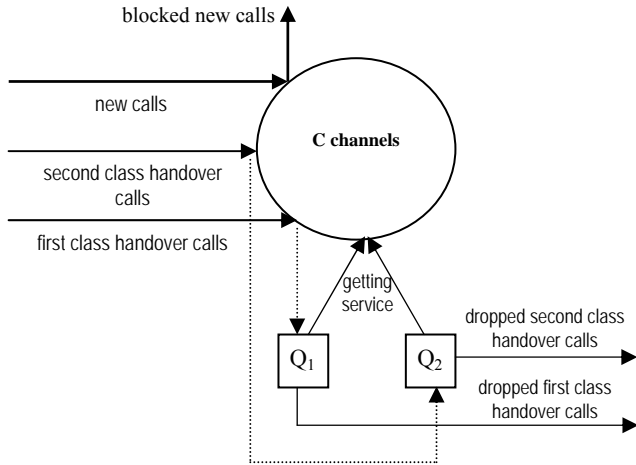 blocked new calls
new calls
C channels
second class handover
calls
first class handover calls
getting
service
Q1
Q2
dropped second class
handover calls
dropped first class
handover calls